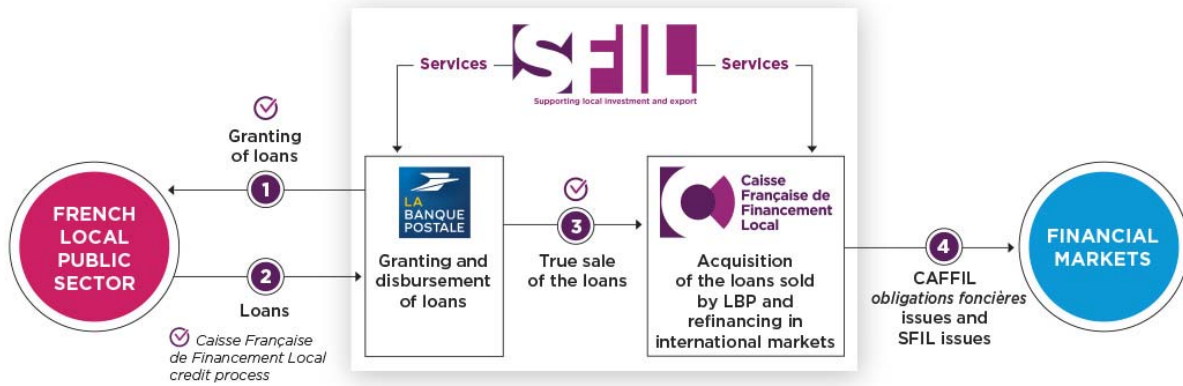 Services
SFIL
Services
Supporting local investment and export
Granting
of loans
1
FRENCH
LOCAL
PUBLIC
SECTOR
2
Loans
Caisse Française
de Financement Local
credit process
LA
BANQUE
POSTALE
Granting and
disbursement
of loans
3
True sale
of the loans
Caisse
Française de
Financement
Local
Acquisition
of the loans sold
by LBP and
refinancing in
international markets
4
CAFFIL
obligations foncières
issues and
SFIL issues
FINANCIAL
MARKETS